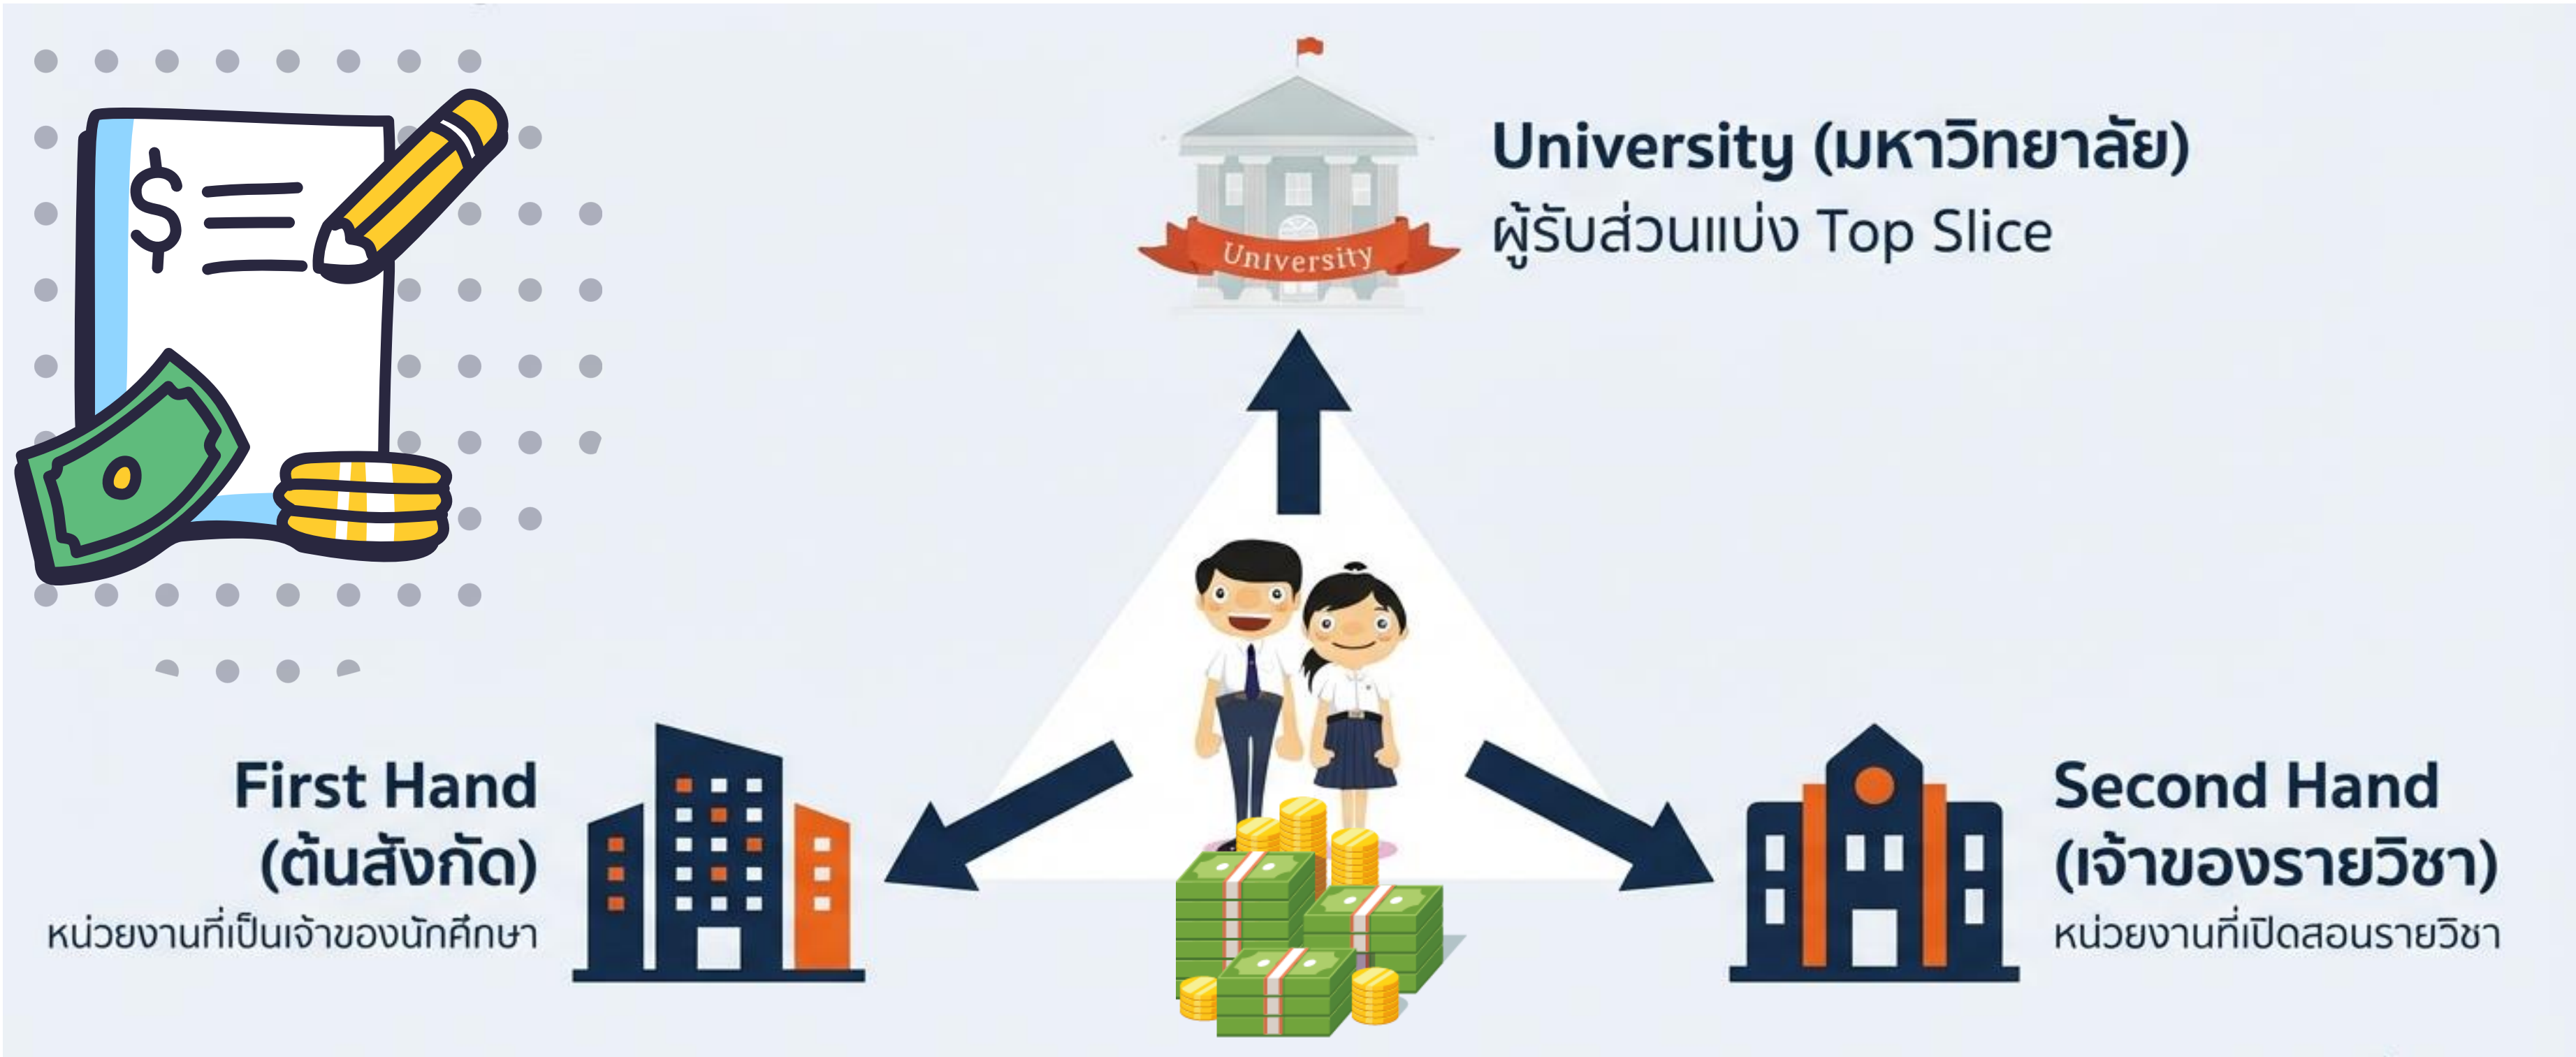 University (มหาวิทยาลัย)
ผู้รับส่วนแบ่ง Top Slice
University
$
First Hand
(ต้นสังกัด)
หน่วยงานที่เป็นเจ้าของนักศึกษา
Second Hand
(เจ้าของรายวิชา)
หน่วยงานที่เปิดสอนรายวิชา